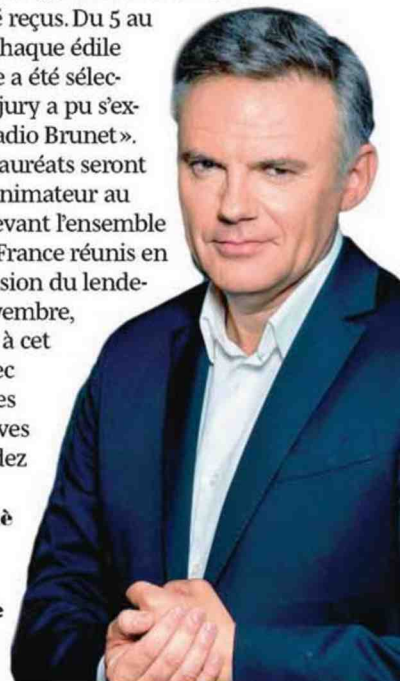 é reçus. Du 5 au
haque édile
e a été sélec-
jury a pu s’ex-
adio Brunet ».
auréats seront
nimateur au
evant l’ensemble
France réunis en
sion du lende-
vembre,
à cet
ec
es
ves
lez
è
e